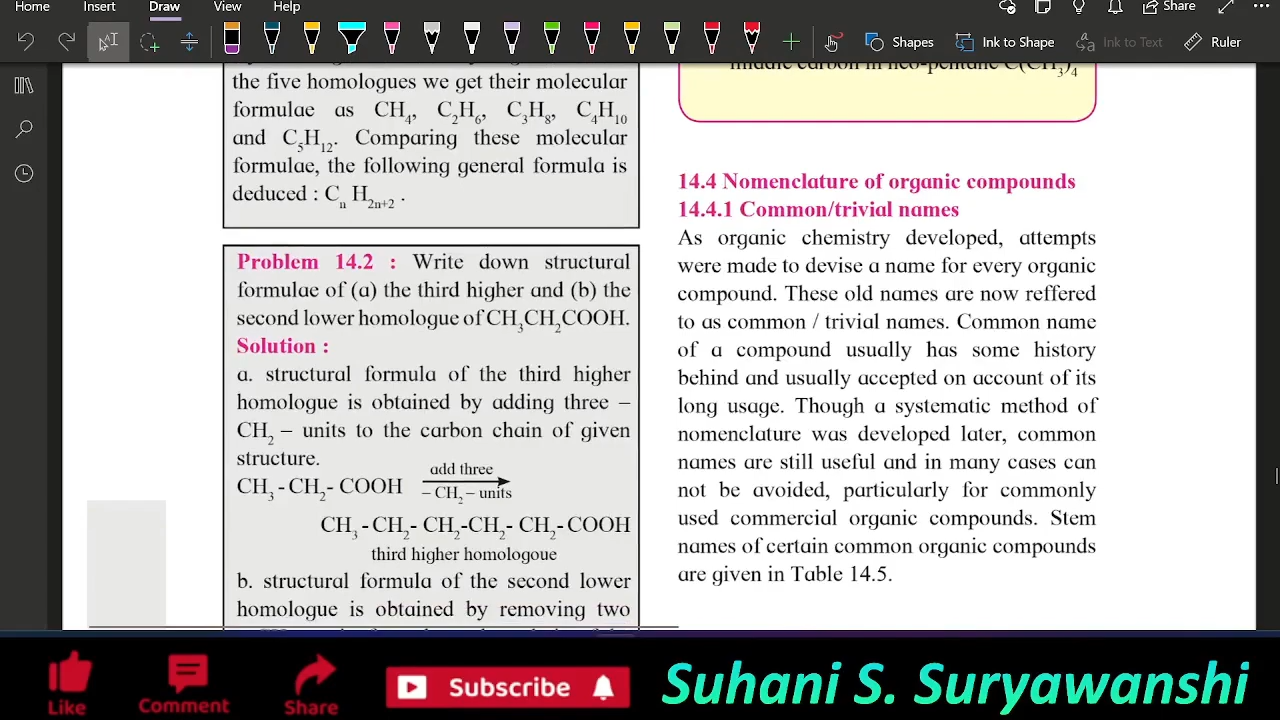 Home Insert Draw View Help Share
Shapes Ink to Shape Ink to Text Ruler
the five homologues we get their molecular
formulae as CH4, C2H6, C3H8, C4H10
and C5H12. Comparing these molecular
formulae, the following general formula is
deduced : Cn H2n+2 .
Problem 14.2 : Write down structural
formulae of (a) the third higher and (b) the
second lower homologue of CH3CH2COOH.
Solution :
a. structural formula of the third higher
homologue is obtained by adding three –
CH2 – units to the carbon chain of given
structure.
add three
CH3 - CH2- COOH
– CH2 – units
CH3 - CH2- CH2-CH2- CH2- COOH
third higher homologoue
b. structural formula of the second lower
homologue is obtained by removing two
middle carbon in neo-pentane C(CH3)4
14.4 Nomenclature of organic compounds
14.4.1 Common/trivial names
As organic chemistry developed, attempts
were made to devise a name for every organic
compound. These old names are now reffered
to as common / trivial names. Common name
of a compound usually has some history
behind and usually accepted on account of its
long usage. Though a systematic method of
nomenclature was developed later, common
names are still useful and in many cases can
not be avoided, particularly for commonly
used commercial organic compounds. Stem
names of certain common organic compounds
are given in Table 14.5.
Like Comment Share Subscribe Suhani S. Suryawanshi